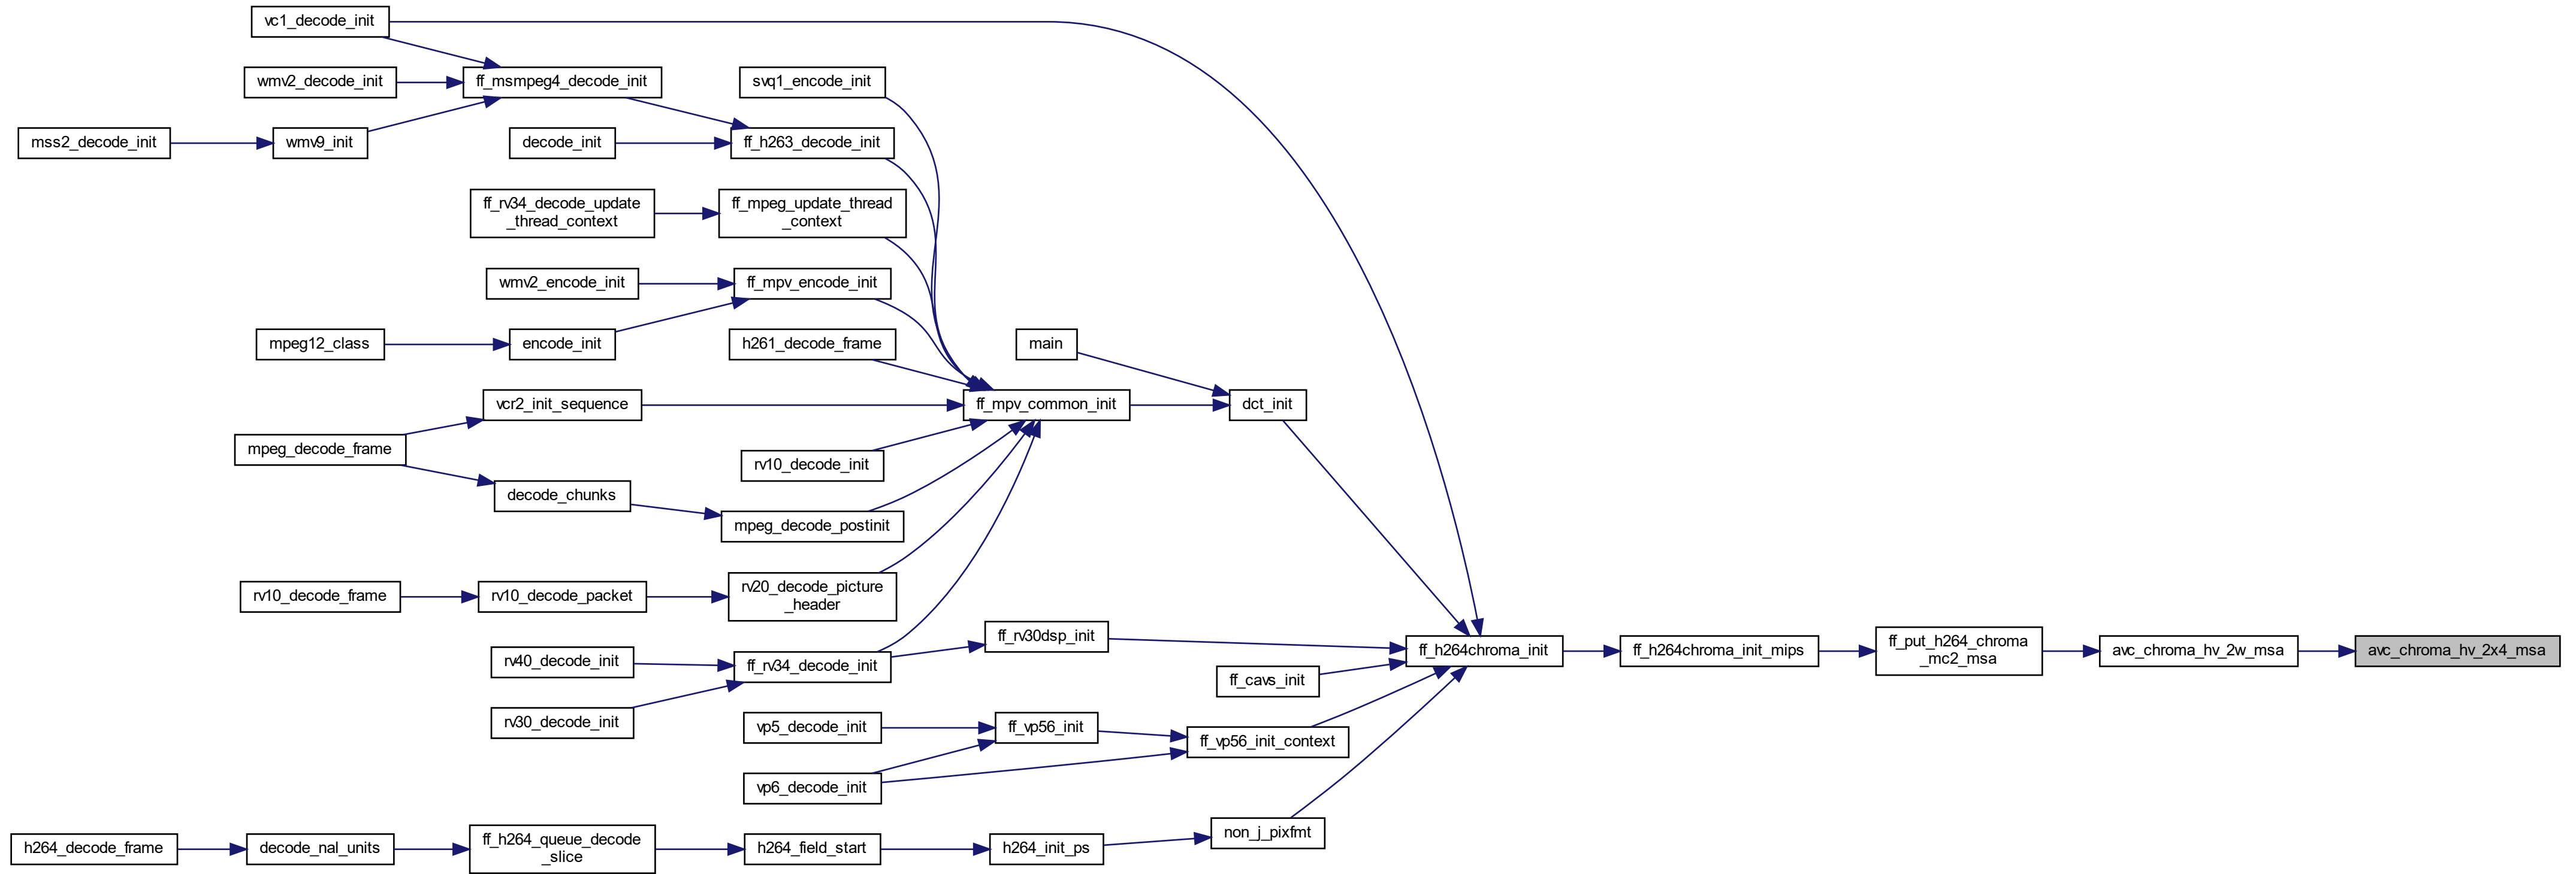 vc1_decode_init
wmv2_decode_init
ff_msmpeg4_decode_init
svq1_encode_init
mss2_decode_init
wmv9_init
decode_init
ff_h263_decode_init
ff_rv34_decode_update
_thread_context
ff_mpeg_update_thread
_context
wmv2_encode_init
ff_mpv_encode_init
mpeg12_class
encode_init
h261_decode_frame
main
vcr2_init_sequence
ff_mpv_common_init
dct_init
mpeg_decode_frame
rv10_decode_init
decode_chunks
mpeg_decode_postinit
rv10_decode_frame
rv10_decode_packet
rv20_decode_picture
_header
ff_rv30dsp_init
rv40_decode_init
ff_rv34_decode_init
ff_h264chroma_init
ff_h264chroma_init_mips
ff_put_h264_chroma
_mc2_msa
avc_chroma_hv_2w_msa
avc_chroma_hv_2x4_msa
ff_cavs_init
rv30_decode_init
vp5_decode_init
ff_vp56_init
ff_vp56_init_context
vp6_decode_init
non_j_pixfmt
h264_decode_frame
decode_nal_units
ff_h264_queue_decode
_slice
h264_field_start
h264_init_ps